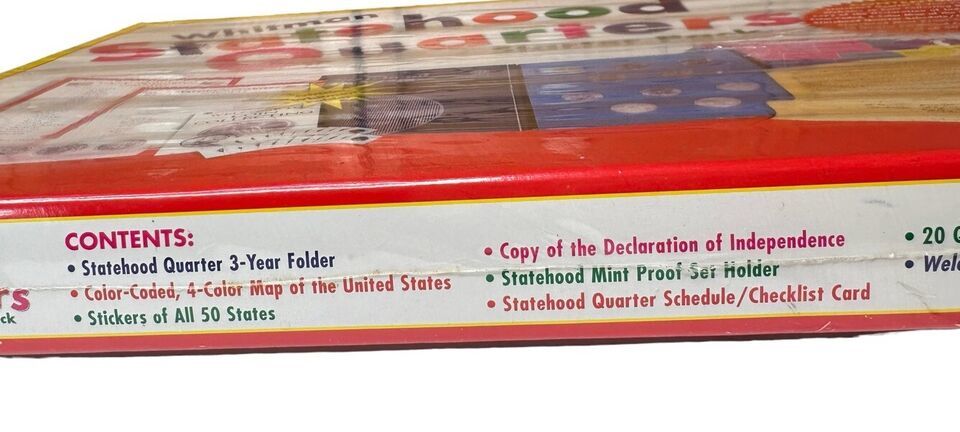 Whitman
Statehood
Quarters
CONTENTS:
• Statehood Quarter 3-Year Folder
• Color-Coded, 4-Color Map of the United States
• Stickers of All 50 States
• Copy of the Declaration of Independence
• Statehood Mint Proof Set Holder
• Statehood Quarter Schedule/Checklist Card
• 20